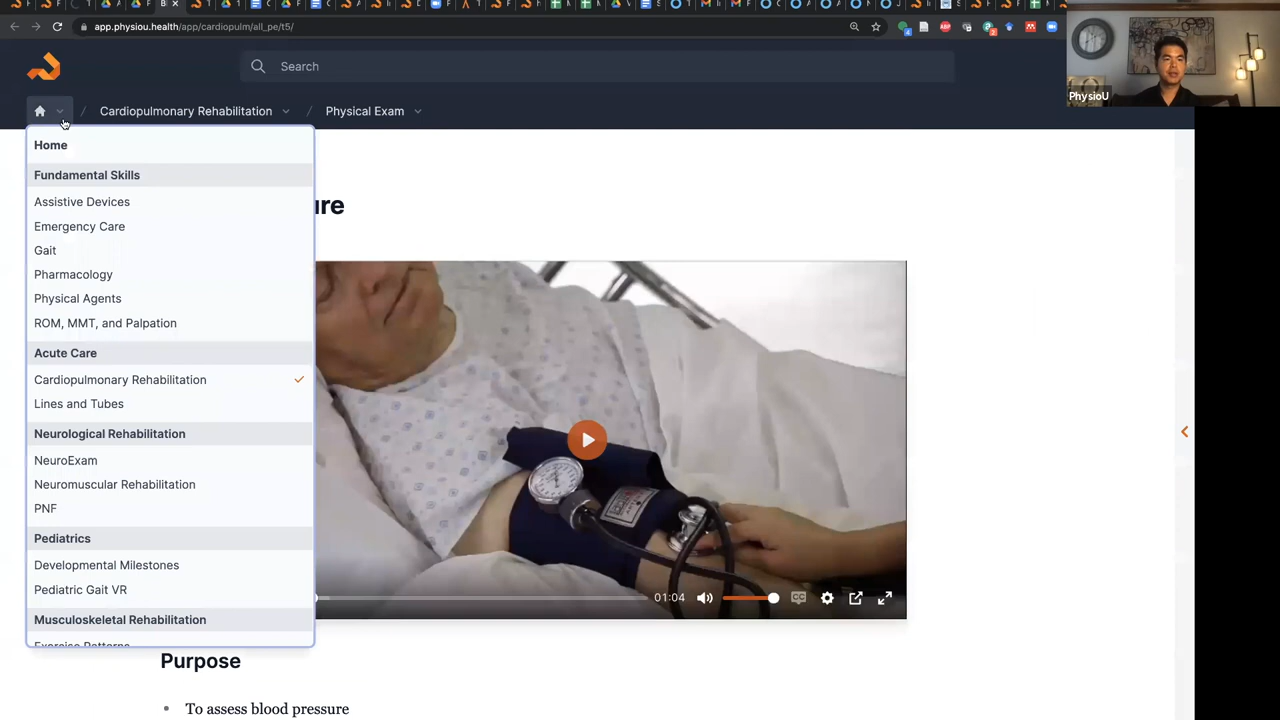 app.physiou.health/app/cardiopulm/all_pe/t5/
Search
PhysioU
/ Cardiopulmonary Rehabilitation / Physical Exam
Home
Fundamental Skills
Assistive Devices
Emergency Care
Gait
Pharmacology
Physical Agents
ROM, MMT, and Palpation
Acute Care
Cardiopulmonary Rehabilitation
Lines and Tubes
Neurological Rehabilitation
NeuroExam
Neuromuscular Rehabilitation
PNF
Pediatrics
Developmental Milestones
Pediatric Gait VR
Musculoskeletal Rehabilitation
Exercise Patterns
ure
01:04
CC
Purpose
• To assess blood pressure